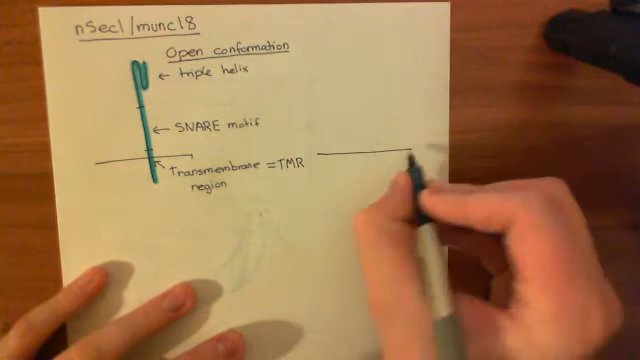 nSec1/munc18
Open conformation
← triple helix
← SNARE motif
Transmembrane = TMR
region